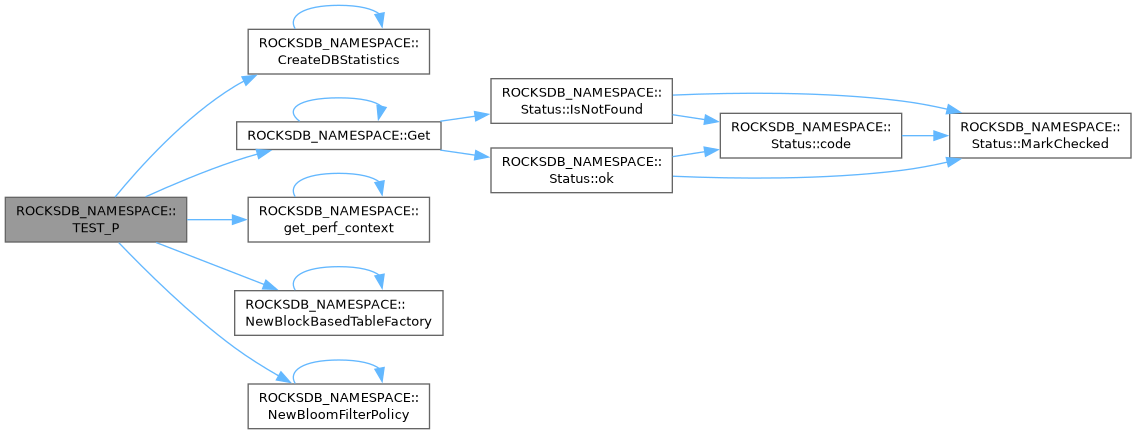 ROCKSDB_NAMESPACE::
CreateDBStatistics
ROCKSDB_NAMESPACE::
Status::IsNotFound
ROCKSDB_NAMESPACE::Get
ROCKSDB_NAMESPACE::
Status::code
ROCKSDB_NAMESPACE::
Status::MarkChecked
ROCKSDB_NAMESPACE::
Status::ok
ROCKSDB_NAMESPACE::
TEST_P
ROCKSDB_NAMESPACE::
get_perf_context
ROCKSDB_NAMESPACE::
NewBlockBasedTableFactory
ROCKSDB_NAMESPACE::
NewBloomFilterPolicy